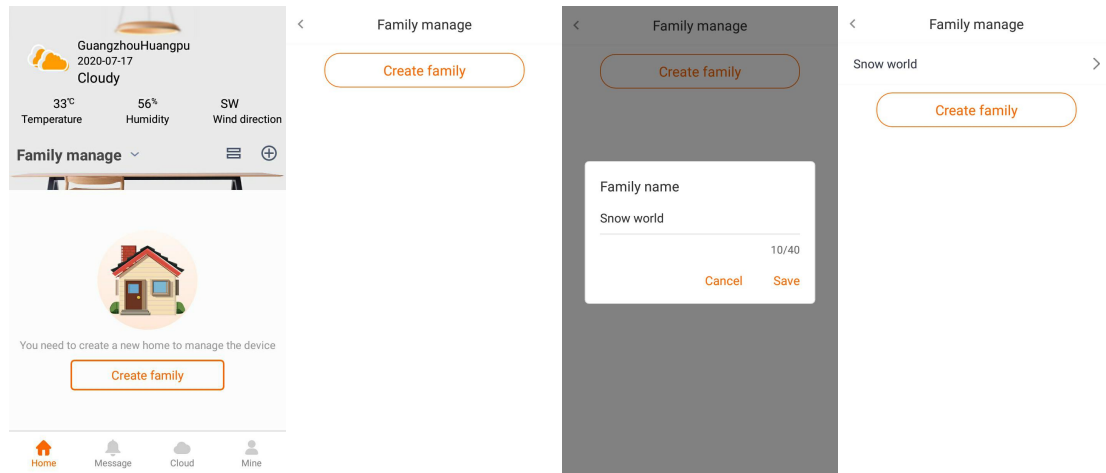 GuangzhouHuangpu
2020-07-17
Cloudy
33℃ 56% SW
Temperature Humidity Wind direction
Family manage
You need to create a new home to manage the device
Create family
Home Message Cloud Mine
Family manage
Create family
Family manage
Create family
Family name
Snow world
10/40
Cancel Save
Family manage
Snow world
Create family